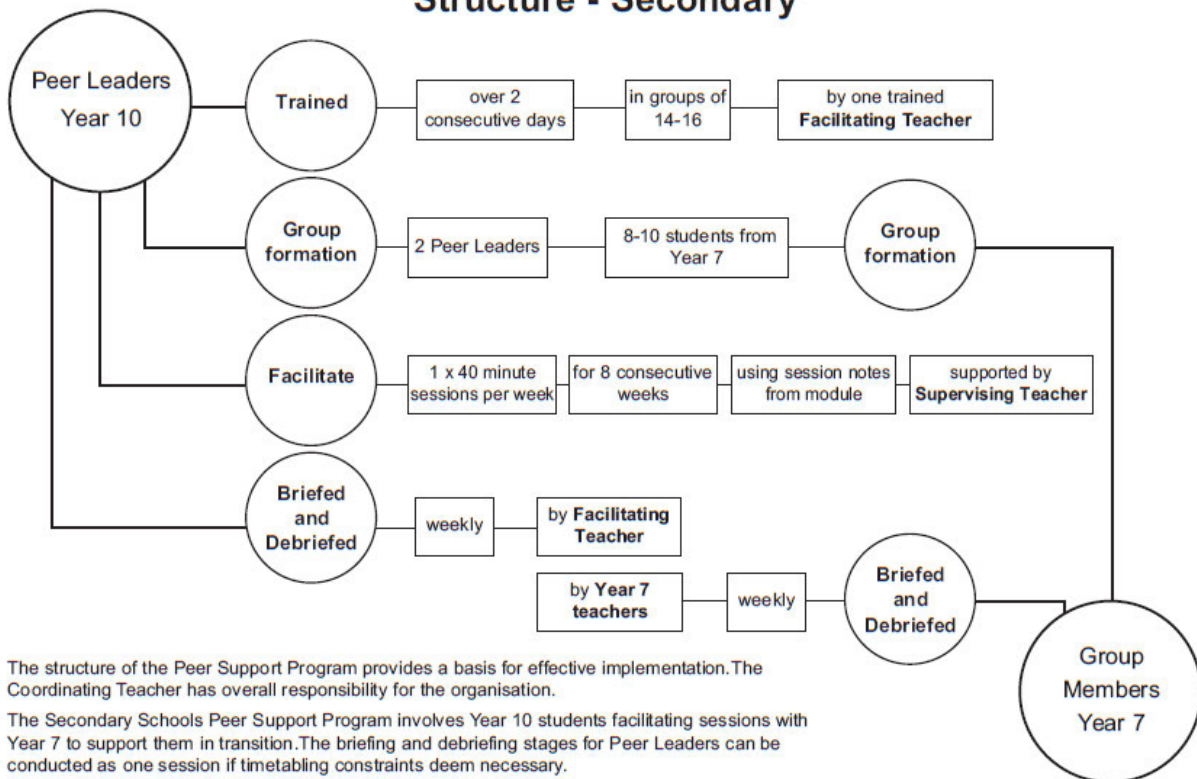 Structure - Secondary
Peer Leaders
Year 10
Trained
over 2
consecutive days
in groups of
14-16
by one trained
Facilitating Teacher
Group
formation
2 Peer Leaders
8-10 students from
Year 7
Group
formation
Facilitate
1 x 40 minute
sessions per week
for 8 consecutive
weeks
using session notes
from module
supported by
Supervising Teacher
Briefed
and
Debriefed
weekly
by Facilitating
Teacher
by Year 7
teachers
weekly
Briefed
and
Debriefed
Group
Members
Year 7
The structure of the Peer Support Program provides a basis for effective implementation.The
Coordinating Teacher has overall responsibility for the organisation.
The Secondary Schools Peer Support Program involves Year 10 students facilitating sessions with
Year 7 to support them in transition.The briefing and debriefing stages for Peer Leaders can be
conducted as one session if timetabling constraints deem necessary.